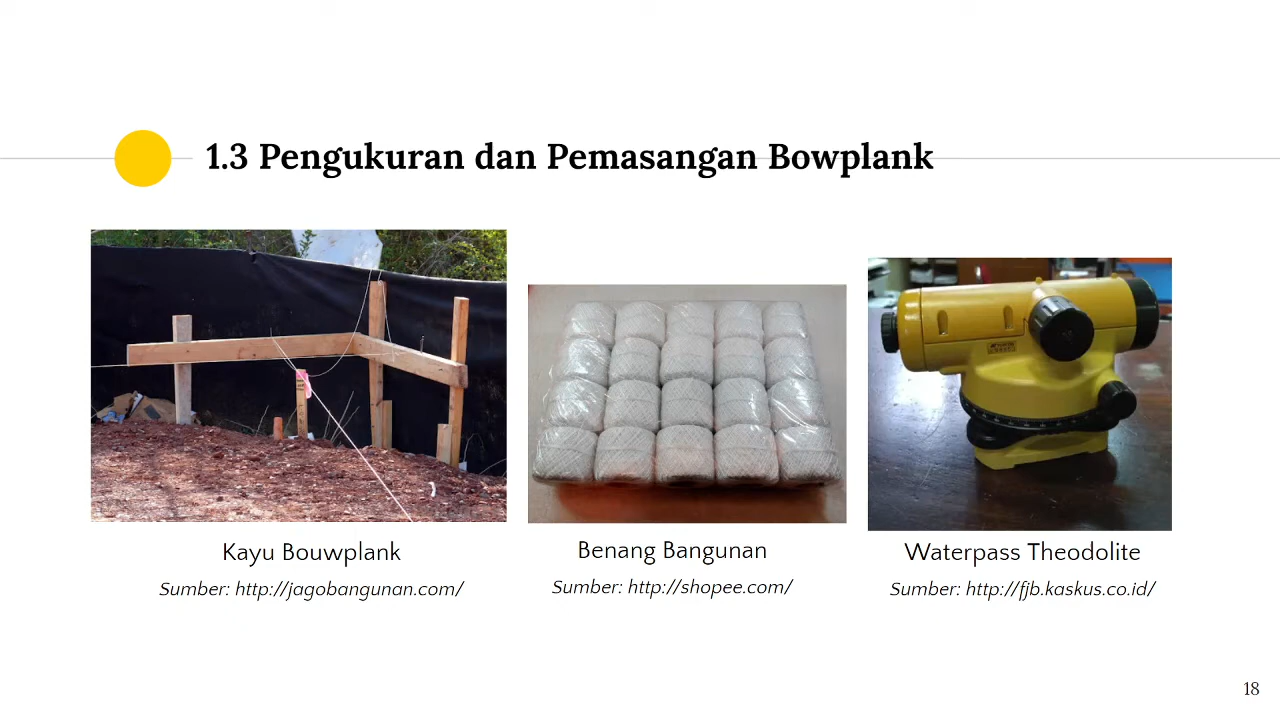 1.3 Pengukuran dan Pemasangan Bowplank
Kayu Bouwplank
Sumber: http://jagobangunan.com/
Benang Bangunan
Sumber: http://shopee.com/
Waterpass Theodolite
Sumber: http://fjb.kaskus.co.id/
18